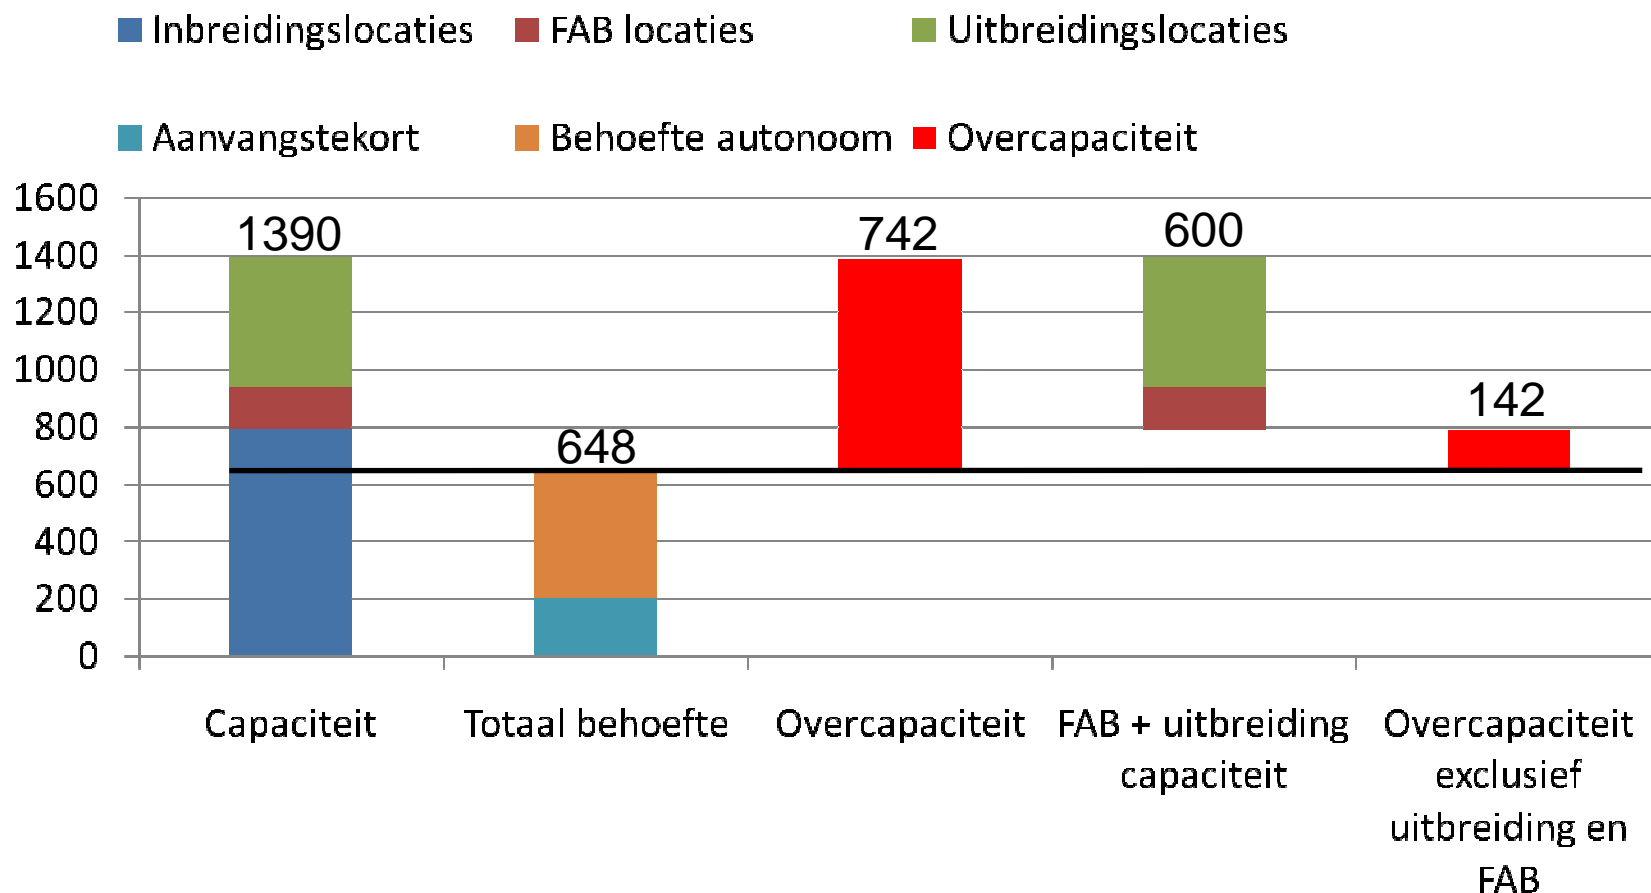 Inbreidingslocaties FAB locaties Uitbreidingslocaties
Aanvangstekort Behoefte autonoom Overcapaciteit
1600
1400
1200
1000
800
600
400
200
0
1390
648
742
600
142
Capaciteit
Totaal behoefte
Overcapaciteit
FAB + uitbreiding
capaciteit
Overcapaciteit
exclusief
uitbreiding en
FAB